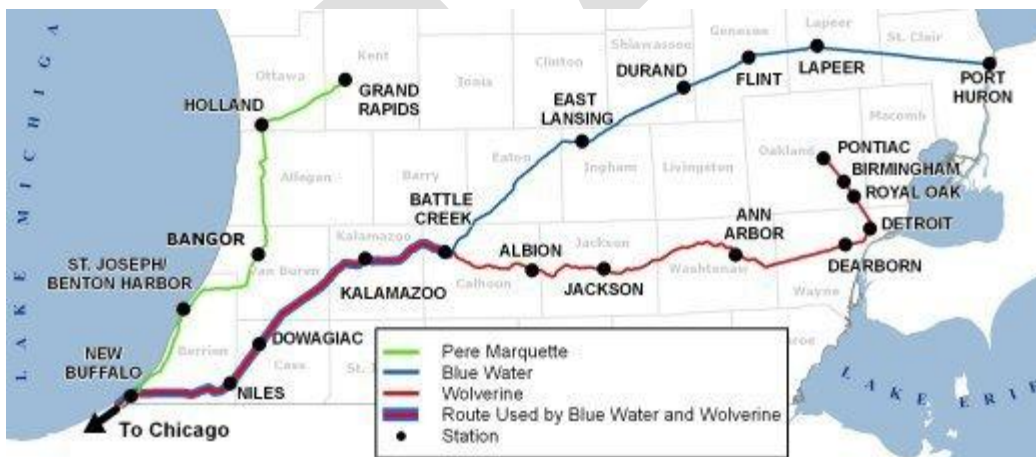 LAKE MICHIGA
Ottawa
Kent
GRAND
RAPIDS
HOLLAND
Ionia
Clinton
Shiawassee
DURAND
Genesee
FLINT
Lapeer
LAPEER
St. Clair
PORT
HURON
EAST
LANSING
Macomb
Oakland
PONTIAC
BIRMINGHAM
ROYAL OAK
DETROIT
DEARBORN
Allegan
Barry
Eaton
Ingham
Livingston
BATTLE
CREEK
BANGOR
Van Buren
Kalamazoo
KALAMAZOO
Calhoun
ALBION
Jackson
JACKSON
ANN
ARBOR
Washtenaw
Wayne
ST. JOSEPH/
BENTON HARBOR
DOWAGIAC
NEW
BUFFALO
Berrien
Cass
St. J
NILES
roe
To Chicago
Pere Marquette
Blue Water
Wolverine
Route Used by Blue Water and Wolverine
Station
LAKE ERIE